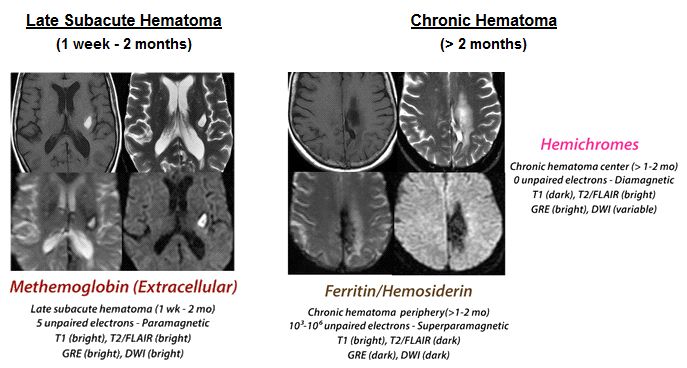 Late Subacute Hematoma
(1 week - 2 months)
Chronic Hematoma
(> 2 months)
Methemoglobin (Extracellular)
Late subacute hematoma (1 wk - 2 mo)
5 unpaired electrons - Paramagnetic
T1 (bright), T2/FLAIR (bright)
GRE (bright), DWI (bright)
Ferritin/Hemosiderin
Chronic hematoma periphery(>1-2 mo)
10³-10⁶ unpaired electrons - Superparamagnetic
T1 (bright), T2/FLAIR (dark)
GRE (dark), DWI (dark)
Hemichromes
Chronic hematoma center (> 1-2 mo)
0 unpaired electrons - Diamagnetic
T1 (dark), T2/FLAIR (bright)
GRE (bright), DWI (variable)